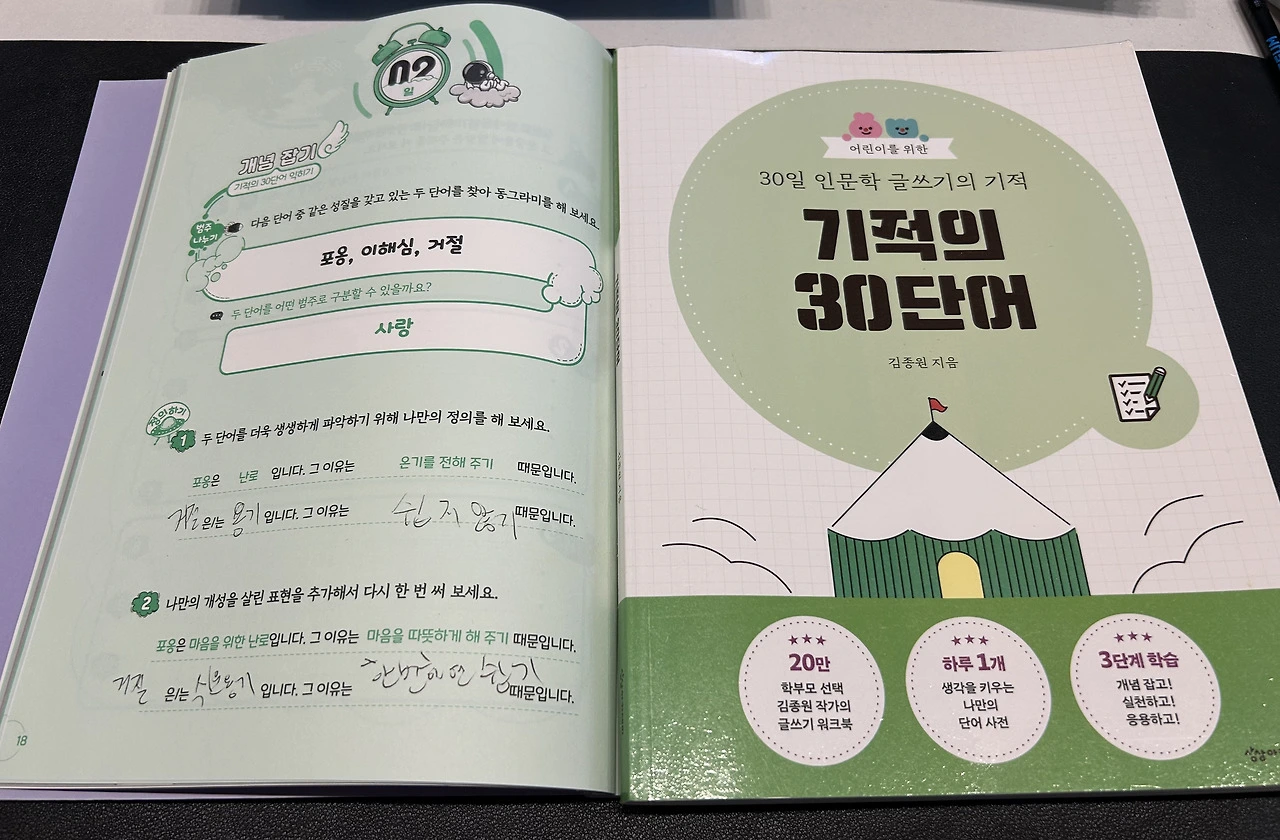 02
일
개념 잡기
기적의 30단어 익히기
범주
나누기
다음 단어 중 같은 성질을 갖고 있는 두 단어를 찾아 동그라미를 해 보세요.
포옹, 이해심, 거절
두 단어를 어떤 범주로 구분할 수 있을까요?
사랑
정의하기
1 두 단어를 더욱 생생하게 파악하기 위해 나만의 정의를 해 보세요.
포옹은 난로 입니다. 그 이유는 온기를 전해 주기 때문입니다.
거절 은/는 용기 입니다. 그 이유는 쉽지 않기 때문입니다.
2 나만의 개성을 살린 표현을 추가해서 다시 한 번 써 보세요.
포옹은 마음을 위한 난로입니다. 그 이유는 마음을 따뜻하게 해 주기 때문입니다.
거절 은/는 입니다. 그 이유는 때문입니다.
18
어린이를 위한
30일 인문학 글쓰기의 기적
기적의
30단어
김종원 지음
20만
학부모 선택
김종원 작가의
글쓰기 워크북
하루 1개
생각을 키우는
나만의
단어 사전
3단계 학습
개념 잡고!
실천하고!
응용하고!
상상아